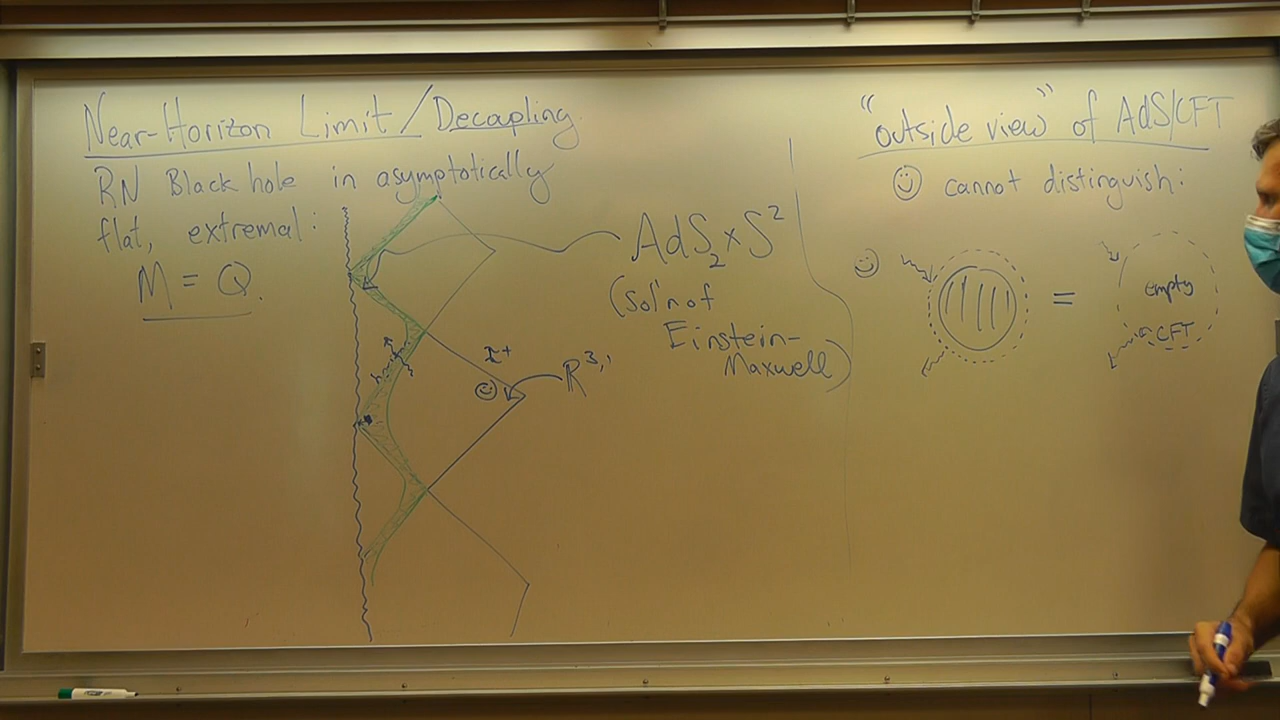 Near-Horizon Limit/Decoupling
RN Black hole in asymptotically
flat, extremal:
M = Q.
AdS₂×S²
(sol'n of
Einstein-
Maxwell)
I⁺
R³,¹
"outside view" of AdS/CFT
☺ cannot distinguish:
=
empty
CFT